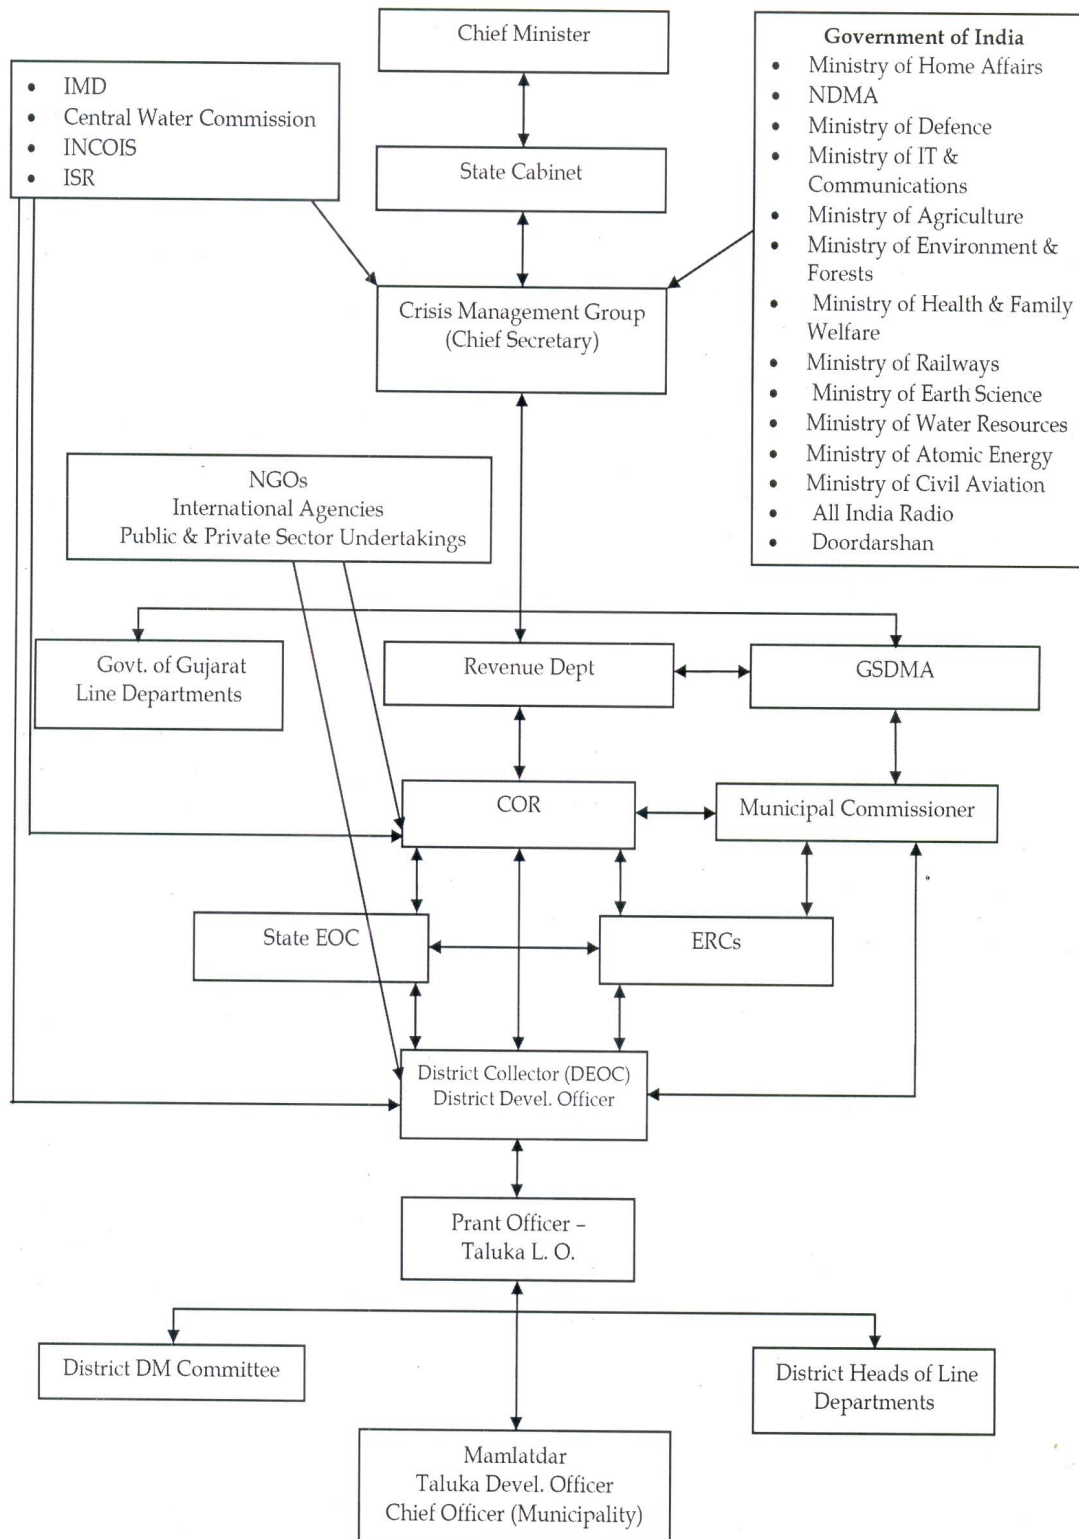 Chief Minister
• IMD
• Central Water Commission
• INCOIS
• ISR
State Cabinet
Government of India
• Ministry of Home Affairs
• NDMA
• Ministry of Defence
• Ministry of IT &
Communications
• Ministry of Agriculture
• Ministry of Environment &
Forests
• Ministry of Health & Family
Welfare
• Ministry of Railways
• Ministry of Earth Science
• Ministry of Water Resources
• Ministry of Atomic Energy
• Ministry of Civil Aviation
• All India Radio
• Doordarshan
Crisis Management Group
(Chief Secretary)
NGOs
International Agencies
Public & Private Sector Undertakings
Govt. of Gujarat
Line Departments
Revenue Dept
GSDMA
COR
Municipal Commissioner
State EOC
ERCs
District Collector (DEOC)
District Devel. Officer
Prant Officer –
Taluka L. O.
District DM Committee
District Heads of Line
Departments
Mamlatdar
Taluka Devel. Officer
Chief Officer (Municipality)